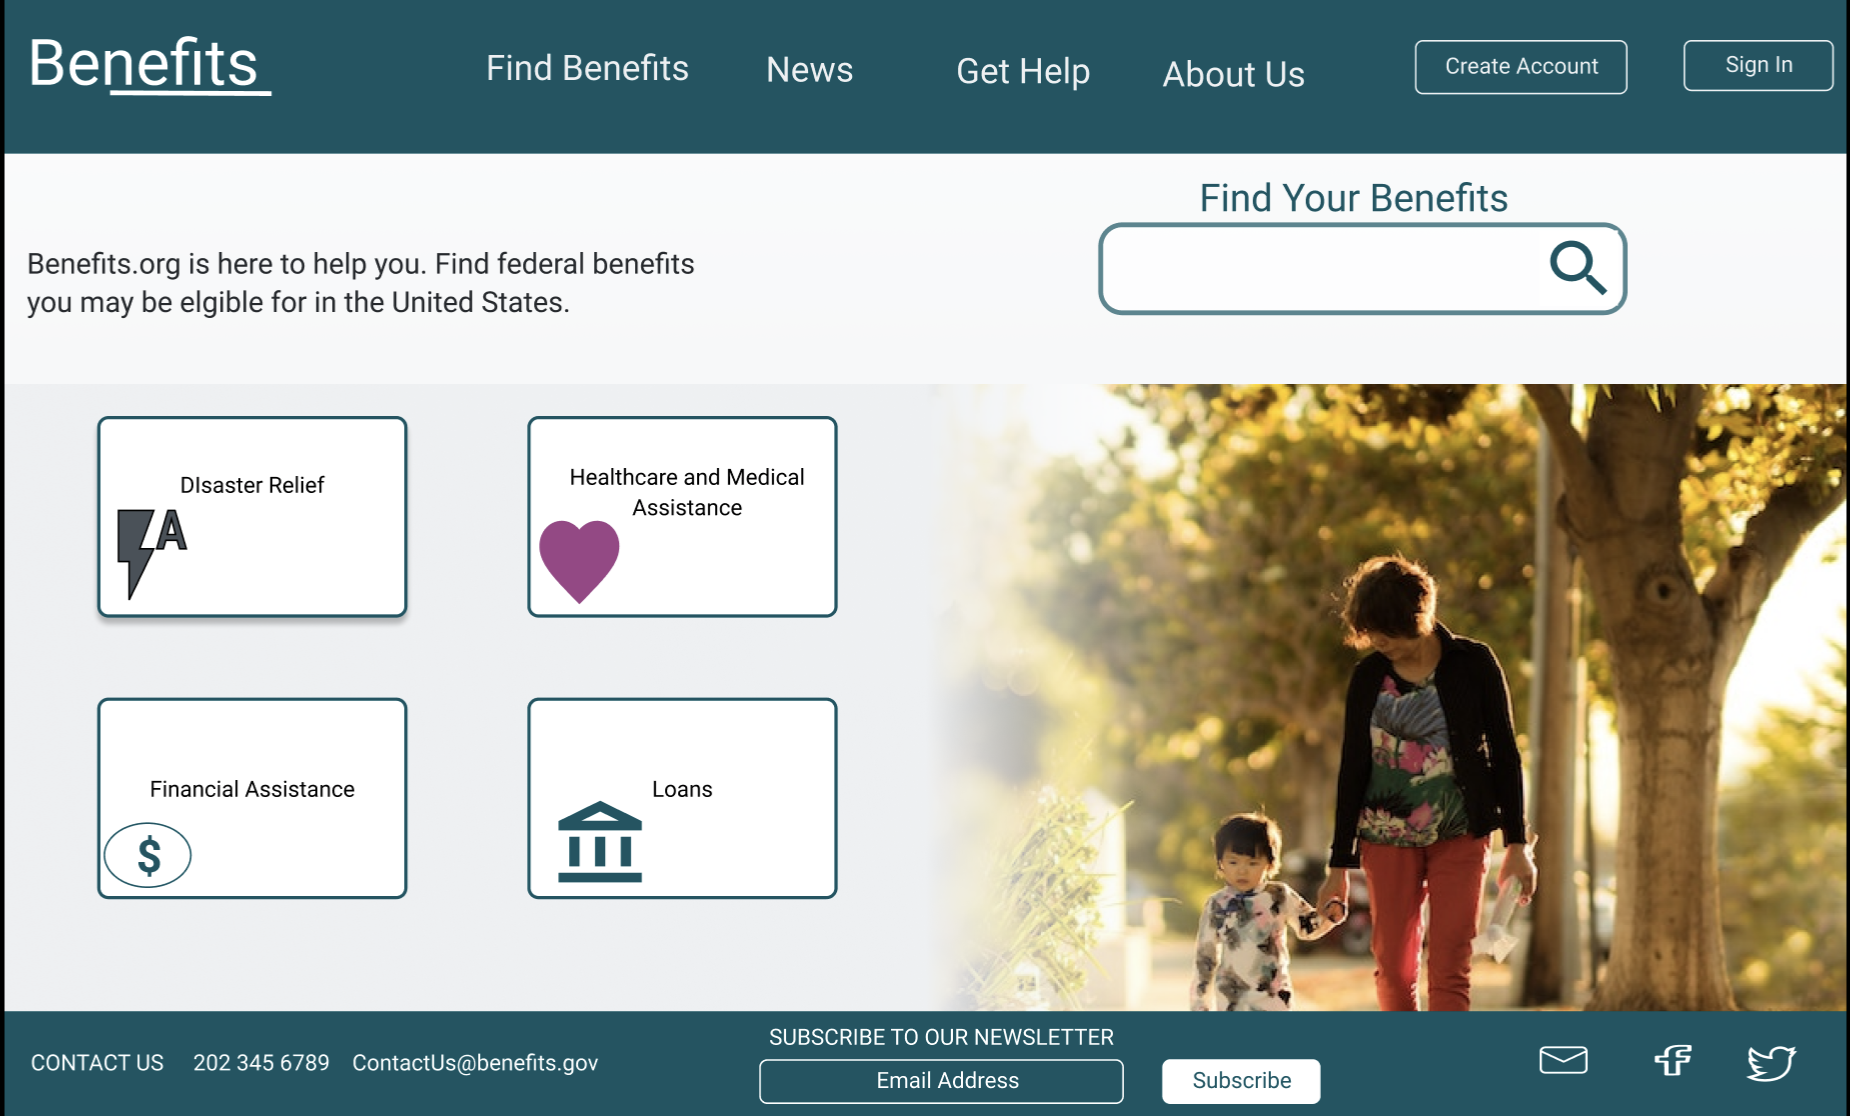 Benefits
Find Benefits
News
Get Help
About Us
Create Account
Sign In
Find Your Benefits
Benefits.org is here to help you. Find federal benefits
you may be elgible for in the United States.
DIsaster Relief
A
Healthcare and Medical
Assistance
Financial Assistance
$
Loans
CONTACT US 202 345 6789 ContactUs@benefits.gov
SUBSCRIBE TO OUR NEWSLETTER
Email Address
Subscribe